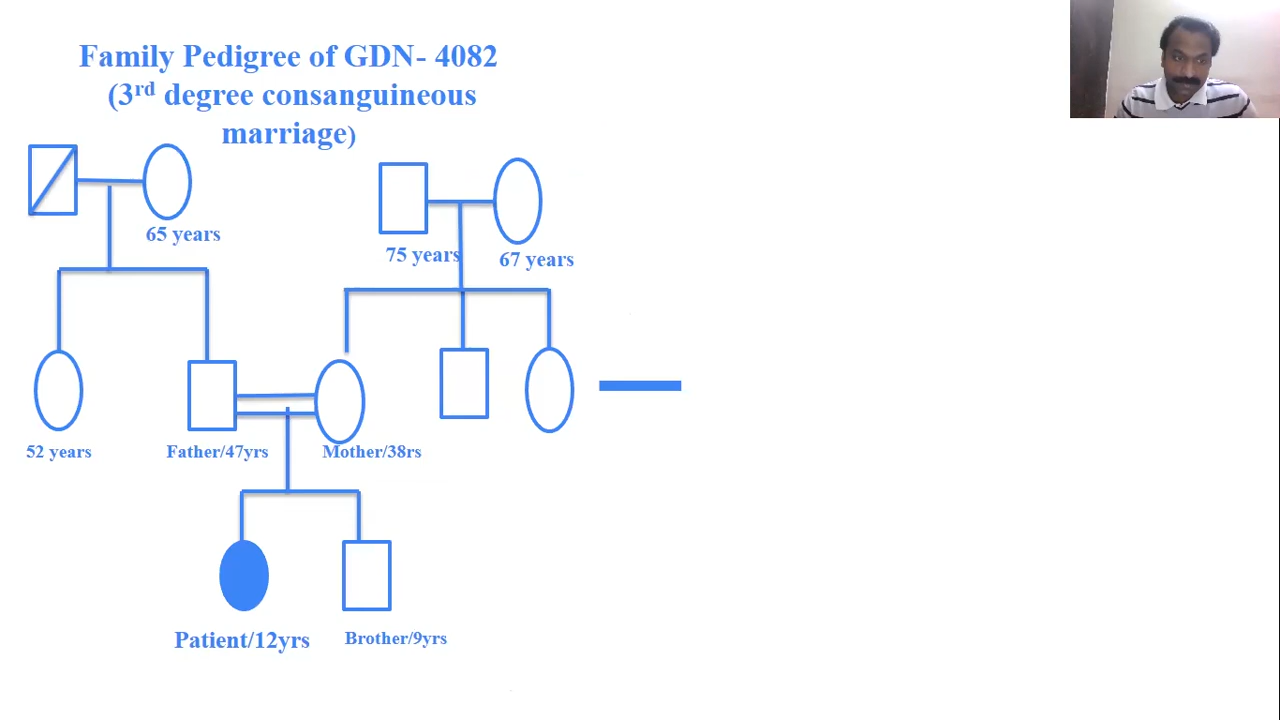 Family Pedigree of GDN- 4082
(3rd degree consanguineous
marriage)
65 years
75 years
67 years
52 years
Father/47yrs
Mother/38rs
Patient/12yrs
Brother/9yrs